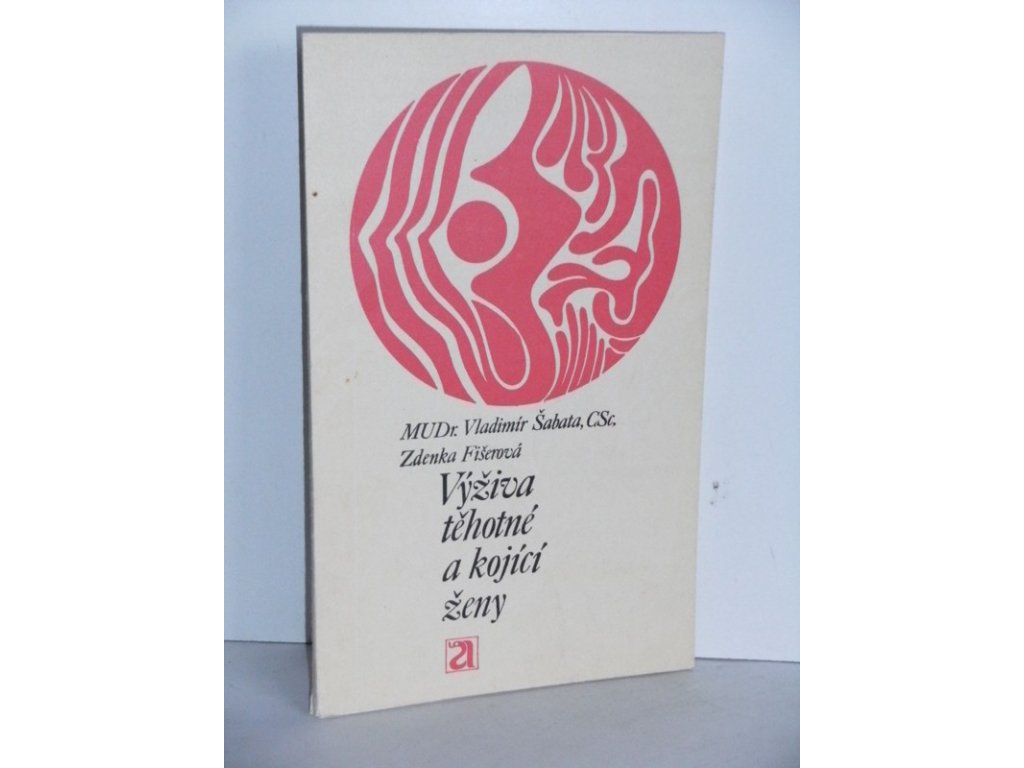 MUDr. Vladimír Šabata, CSc,
Zdenka Fišerová
Výživa
těhotné
a kojící
ženy